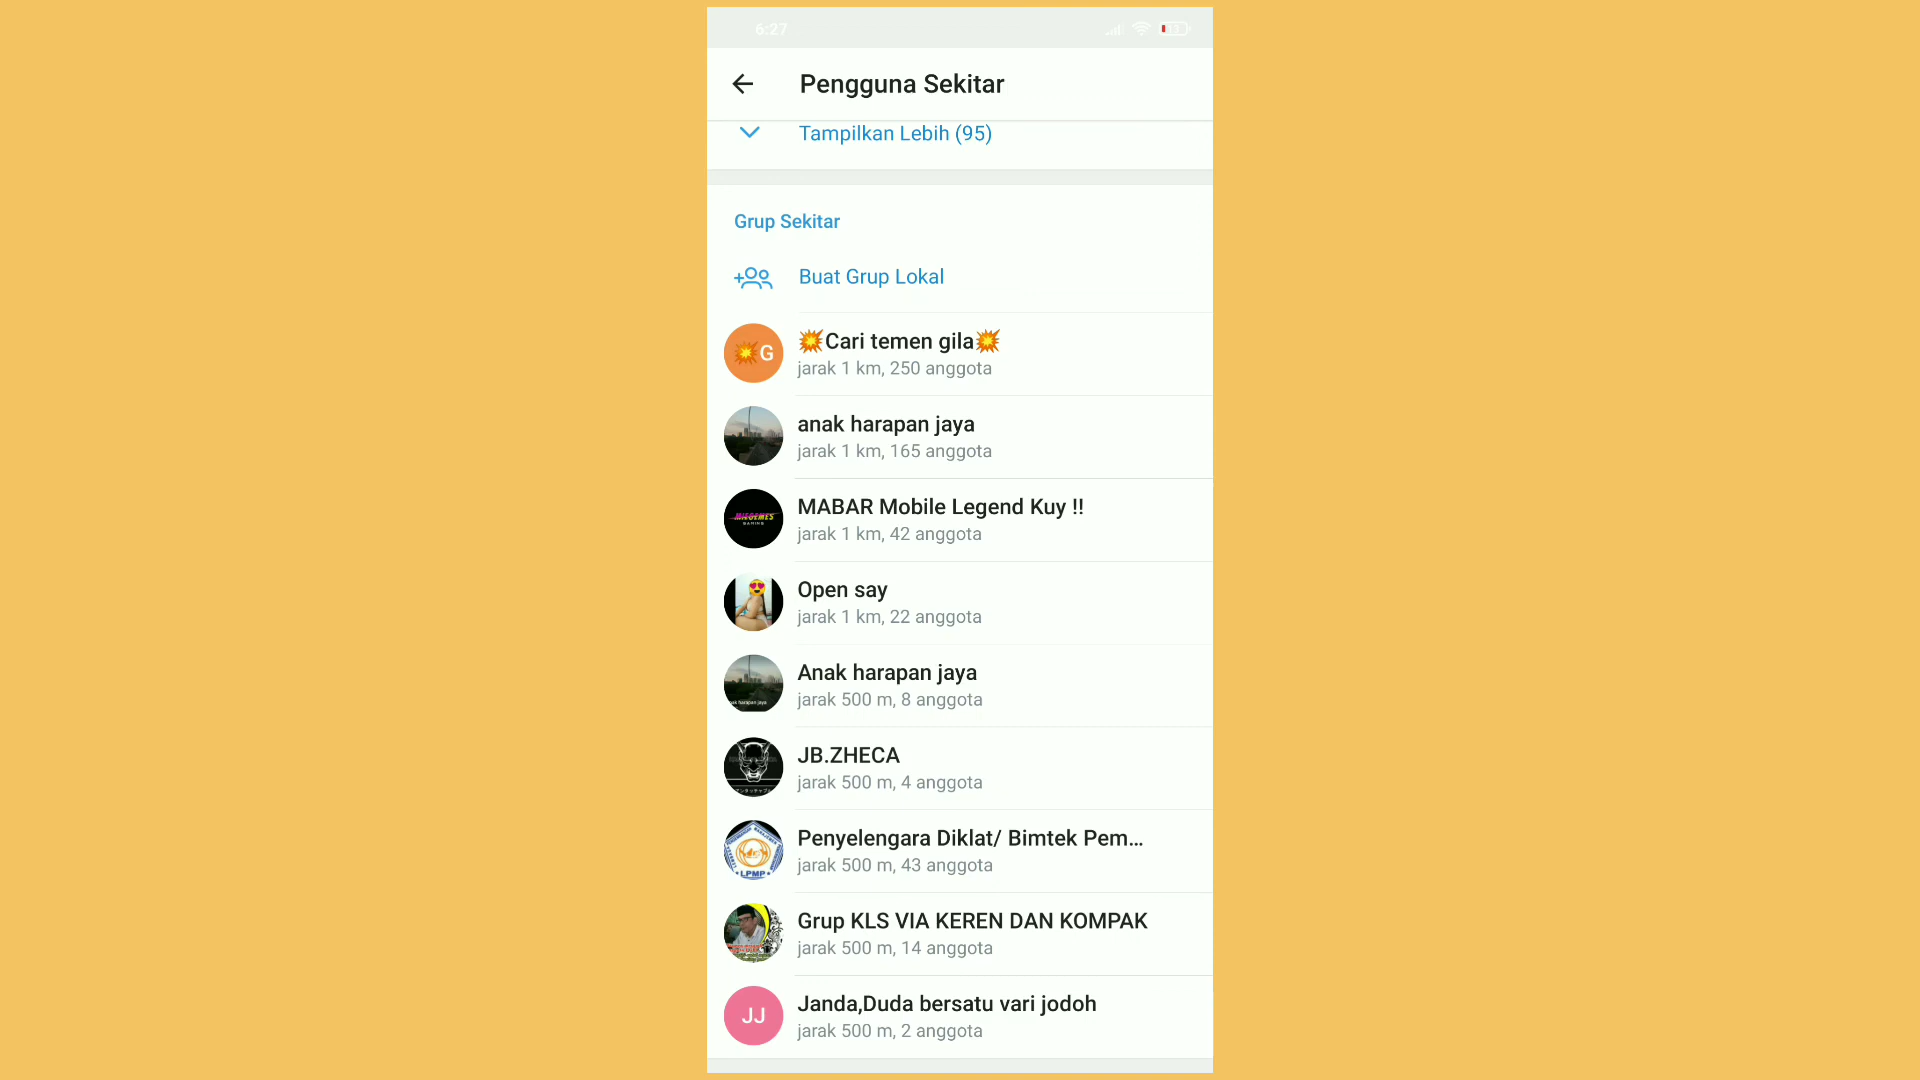 6:27
Pengguna Sekitar
Tampilkan Lebih (95)
Grup Sekitar
Buat Grup Lokal
💥G
💥Cari temen gila💥
jarak 1 km, 250 anggota
anak harapan jaya
jarak 1 km, 165 anggota
MABAR Mobile Legend Kuy !!
jarak 1 km, 42 anggota
GAMING
Open say
jarak 1 km, 22 anggota
Anak harapan jaya
jarak 500 m, 8 anggota
harapan jaya
JB.ZHECA
jarak 500 m, 4 anggota
Penyelengara Diklat/ Bimtek Pem...
jarak 500 m, 43 anggota
LPMP
Grup KLS VIA KEREN DAN KOMPAK
jarak 500 m, 14 anggota
JJ
Janda,Duda bersatu vari jodoh
jarak 500 m, 2 anggota